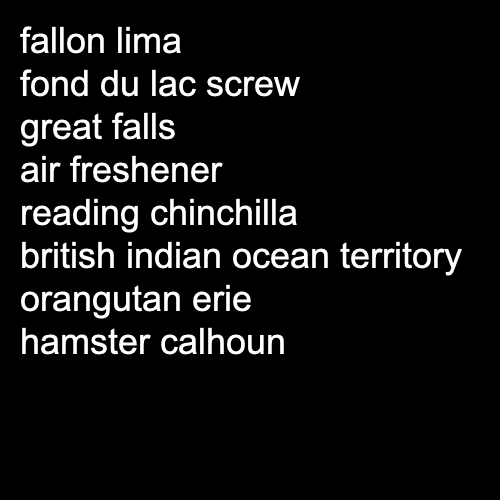 fallon lima
fond du lac screw
great falls
air freshener
reading chinchilla
british indian ocean territory
orangutan erie
hamster calhoun